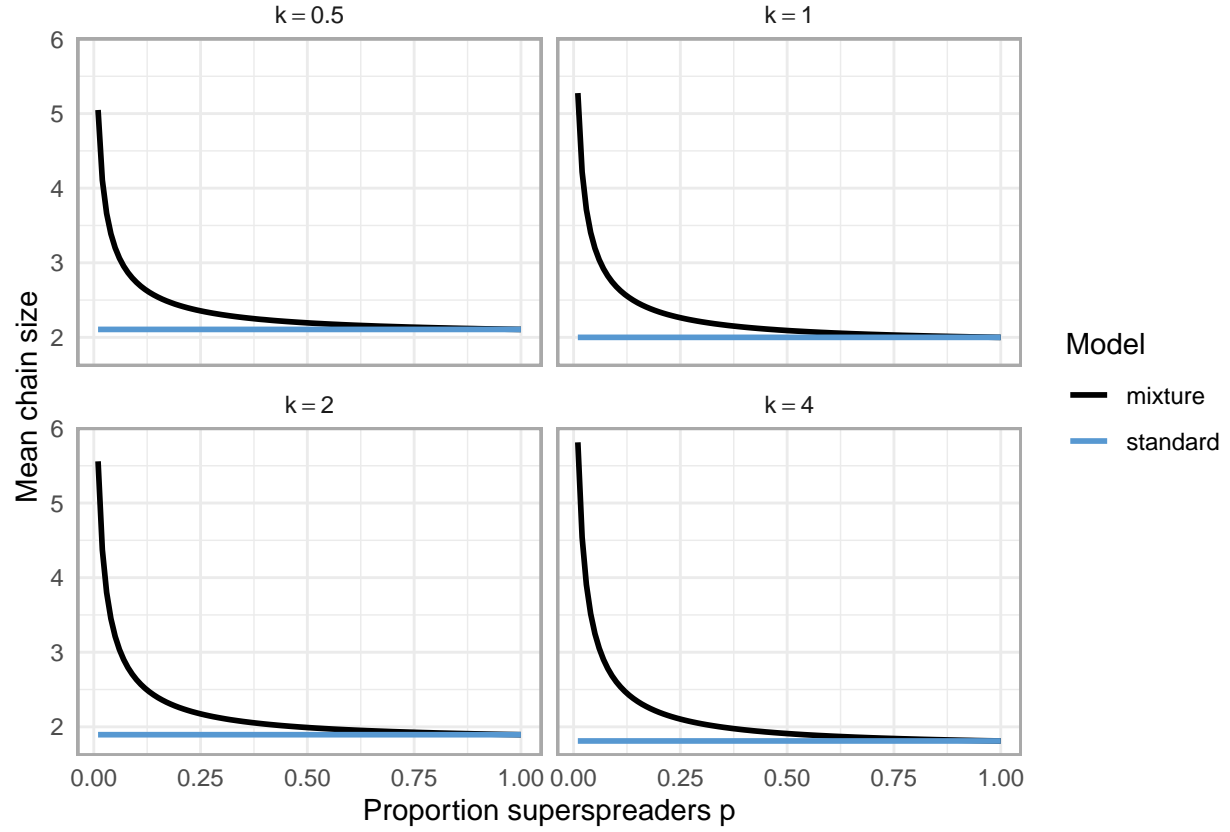 k = 0.5
k = 1
6
5
4
3
2
k = 2
k = 4
6
5
4
3
2
0.00 0.25 0.50 0.75 1.00
0.00 0.25 0.50 0.75 1.00
Proportion superspreaders p
Mean chain size
Model
mixture
standard